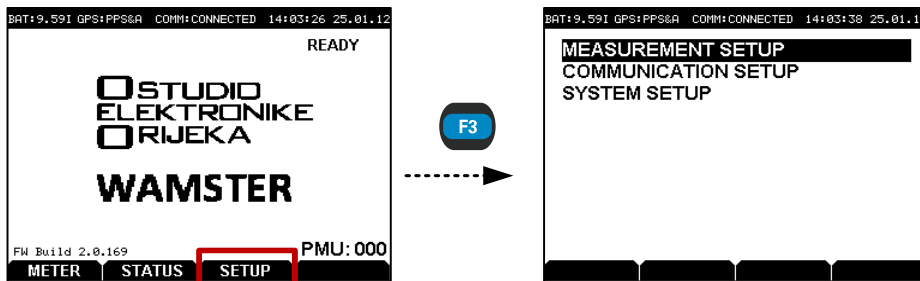 BAT:9.59I GPS:PPS&A COMM:CONNECTED 14:03:26 25.01.12
READY
STUDIO
ELEKTRONIKE
RIJEKA
WAMSTER
FW Build 2.0.169
PMU: 000
METER STATUS SETUP
F3
BAT:9.59I GPS:PPS&A COMM:CONNECTED 14:03:38 25.01.1
MEASUREMENT SETUP
COMMUNICATION SETUP
SYSTEM SETUP